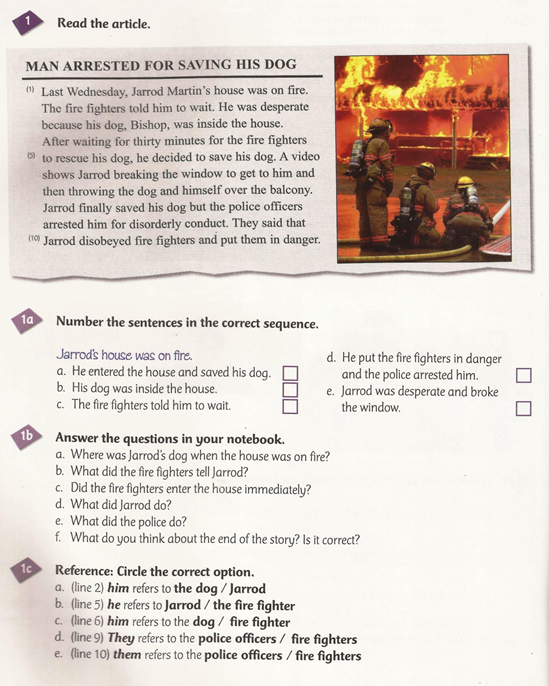 1 Read the article.
MAN ARRESTED FOR SAVING HIS DOG
(1) Last Wednesday, Jarrod Martin's house was on fire.
The fire fighters told him to wait. He was desperate
because his dog, Bishop, was inside the house.
After waiting for thirty minutes for the fire fighters
(5) to rescue his dog, he decided to save his dog. A video
shows Jarrod breaking the window to get to him and
then throwing the dog and himself over the balcony.
Jarrod finally saved his dog but the police officers
arrested him for disorderly conduct. They said that
(10) Jarrod disobeyed fire fighters and put them in danger.
1a Number the sentences in the correct sequence.
Jarrod's house was on fire.
a. He entered the house and saved his dog.
b. His dog was inside the house.
c. The fire fighters told him to wait.
d. He put the fire fighters in danger
and the police arrested him.
e. Jarrod was desperate and broke
the window.
1b Answer the questions in your notebook.
a. Where was Jarrod's dog when the house was on fire?
b. What did the fire fighters tell Jarrod?
c. Did the fire fighters enter the house immediately?
d. What did Jarrod do?
e. What did the police do?
f. What do you think about the end of the story? Is it correct?
1c Reference: Circle the correct option.
a. (line 2) him refers to the dog / Jarrod
b. (line 5) he refers to Jarrod / the fire fighter
c. (line 6) him refers to the dog / fire fighter
d. (line 9) They refers to the police officers / fire fighters
e. (line 10) them refers to the police officers / fire fighters